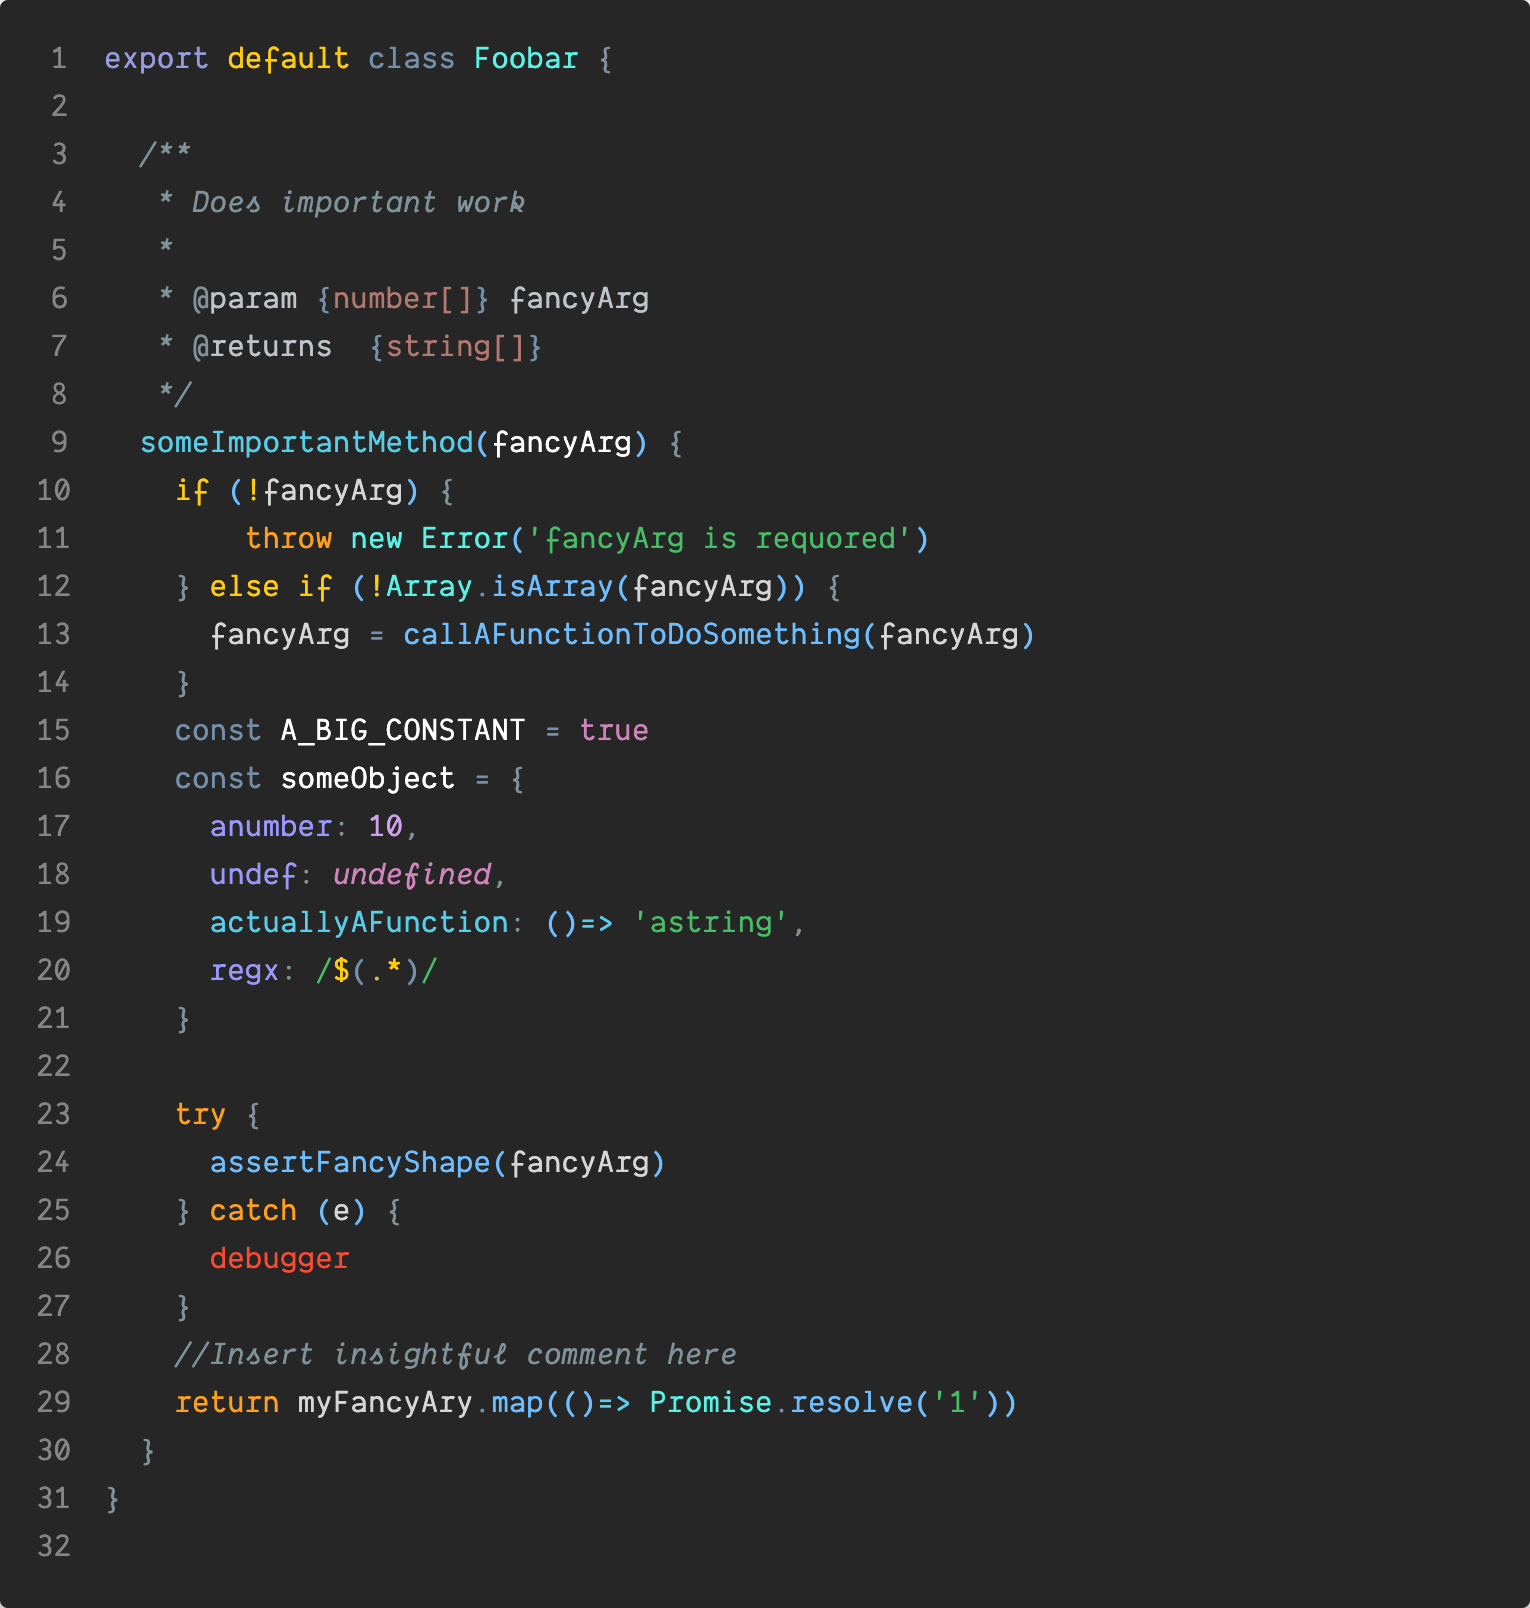 1 export default class Foobar {
2
3   /**
4    * Does important work
5    *
6    * @param {number[]} fancyArg
7    * @returns  {string[]}
8    */
9   someImportantMethod(fancyArg) {
10     if (!fancyArg) {
11         throw new Error('fancyArg is requored')
12     } else if (!Array.isArray(fancyArg)) {
13       fancyArg = callAFunctionToDoSomething(fancyArg)
14     }
15     const A_BIG_CONSTANT = true
16     const someObject = {
17       anumber: 10,
18       undef: undefined,
19       actuallyAFunction: ()=> 'astring',
20       regx: /$(.*)/
21     }
22
23     try {
24       assertFancyShape(fancyArg)
25     } catch (e) {
26       debugger
27     }
28     //Insert insightful comment here
29     return myFancyAry.map(()=> Promise.resolve('1'))
30   }
31 }
32